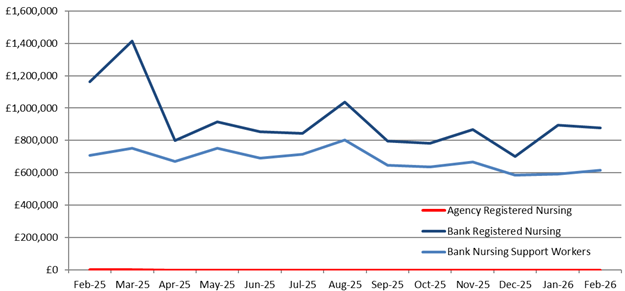 £1,600,000
£1,400,000
£1,200,000
£1,000,000
£800,000
£600,000
£400,000
£200,000
£0
Agency Registered Nursing
Bank Registered Nursing
Bank Nursing Support Workers
Feb-25 Mar-25 Apr-25 May-25 Jun-25 Jul-25 Aug-25 Sep-25 Oct-25 Nov-25 Dec-25 Jan-26 Feb-26